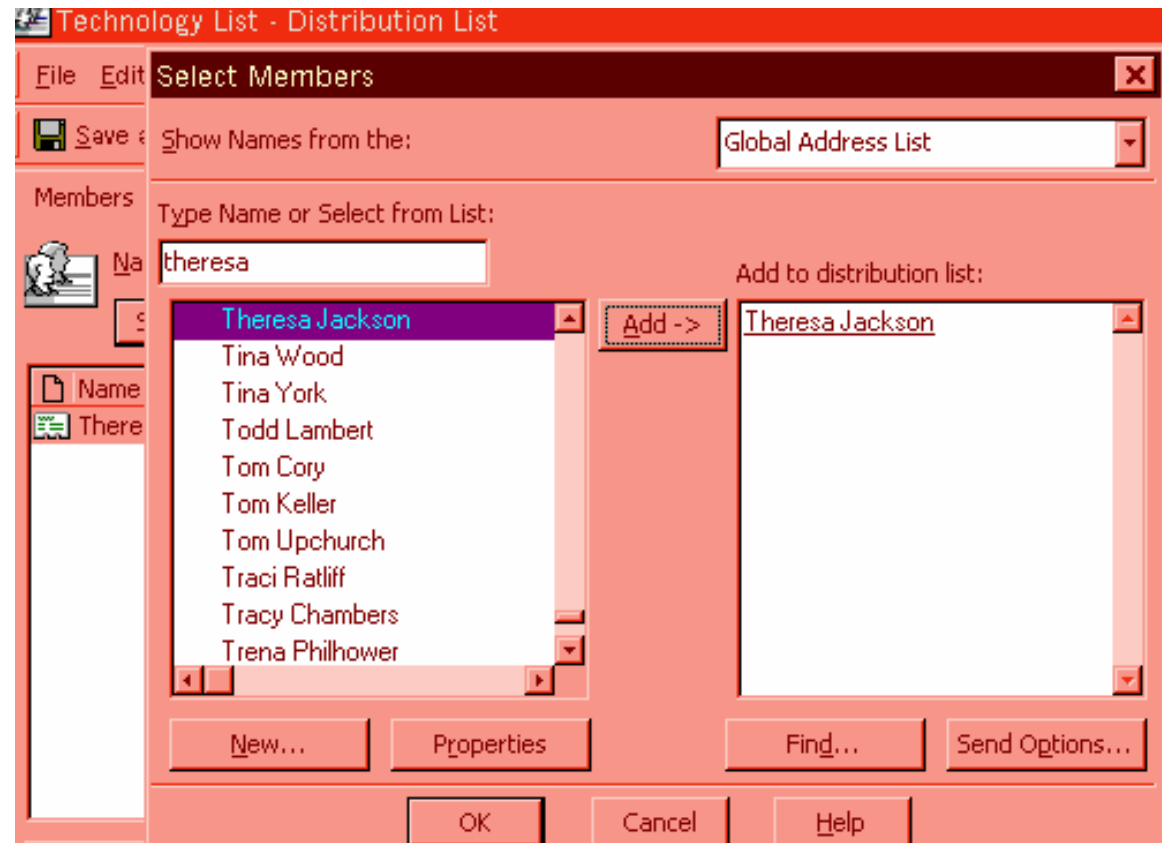 Technology List - Distribution List
File Edit
Select Members
Save a
Show Names from the:
Global Address List
Members
Type Name or Select from List:
Na
theresa
Add to distribution list:
S
Theresa Jackson
Add ->
Theresa Jackson
Tina Wood
Name
Tina York
There
Todd Lambert
Tom Cory
Tom Keller
Tom Upchurch
Traci Ratliff
Tracy Chambers
Trena Philhower
New...
Properties
Find...
Send Options...
OK
Cancel
Help